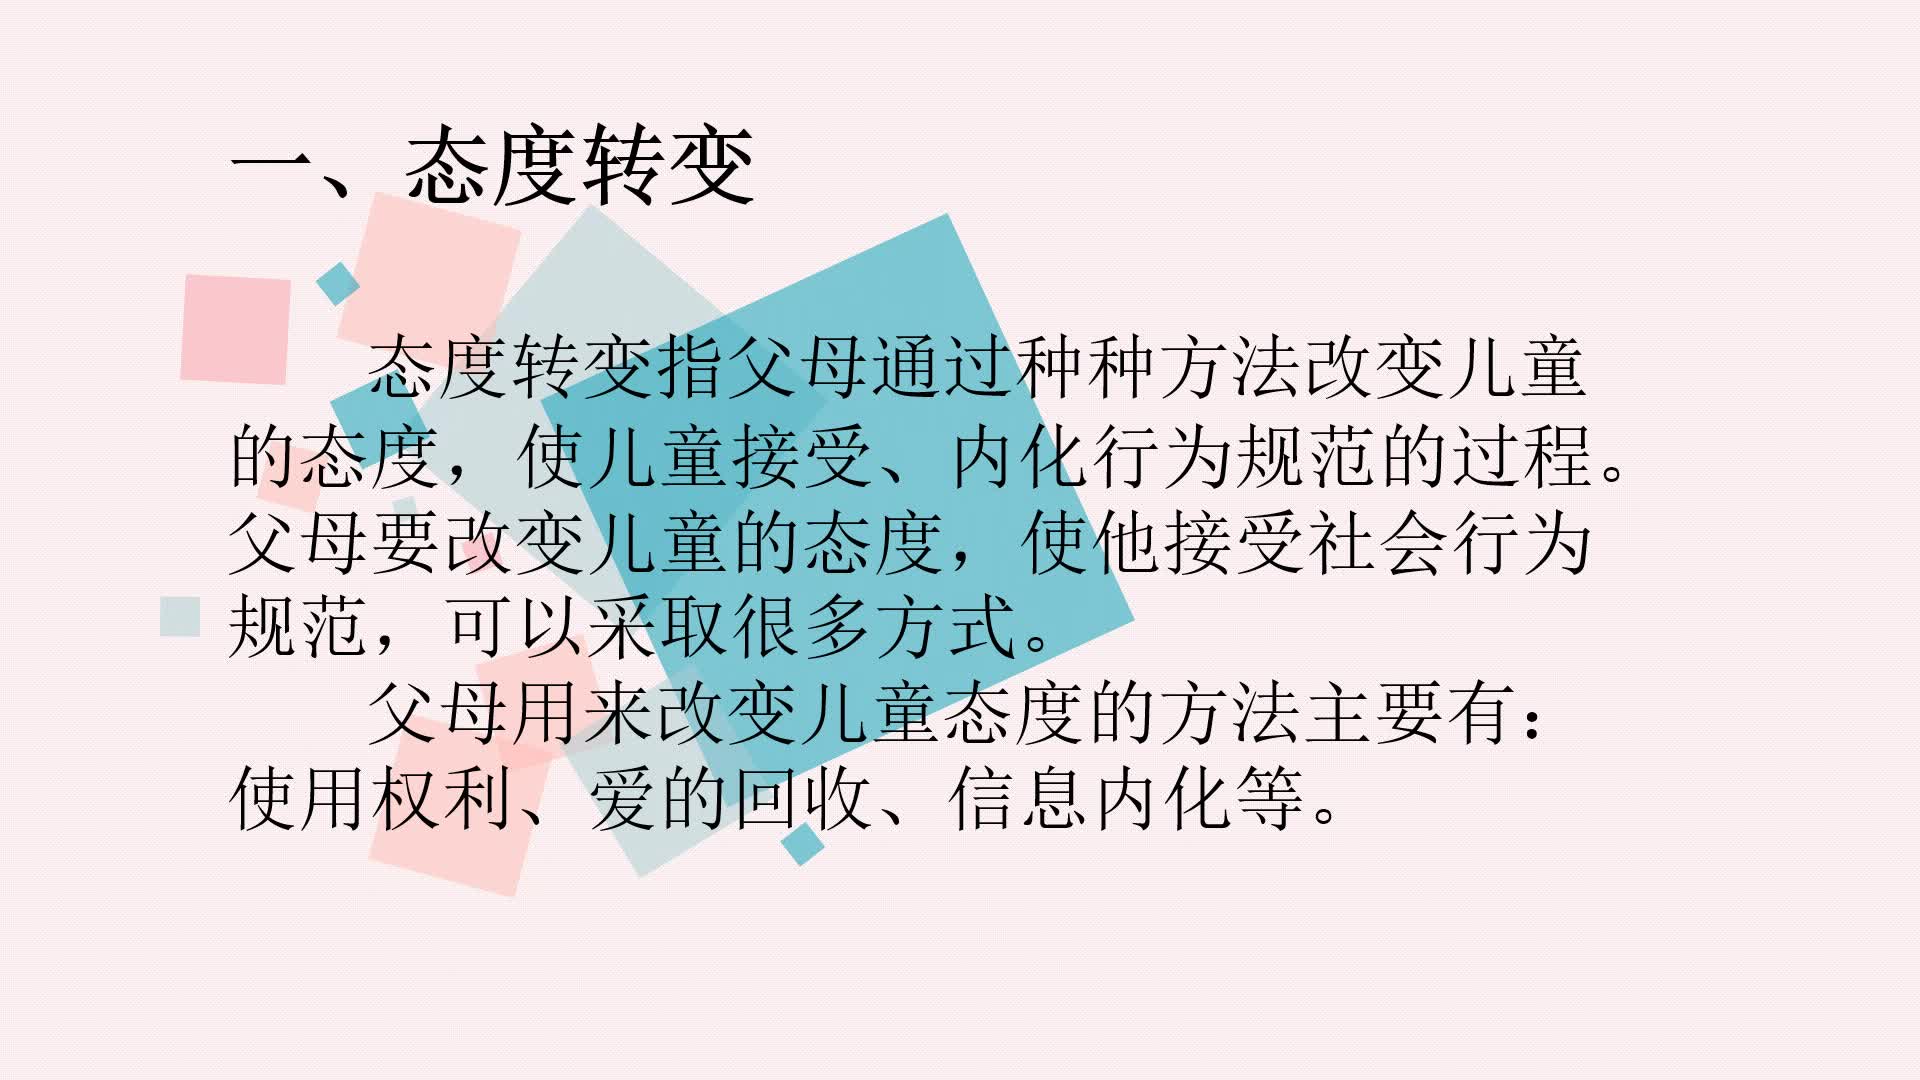 一、态度转变
态度转变指父母通过种种方法改变儿童
的态度，使儿童接受、内化行为规范的过程。
父母要改变儿童的态度，使他接受社会行为
规范，可以采取很多方式。
父母用来改变儿童态度的方法主要有：
使用权利、爱的回收、信息内化等。